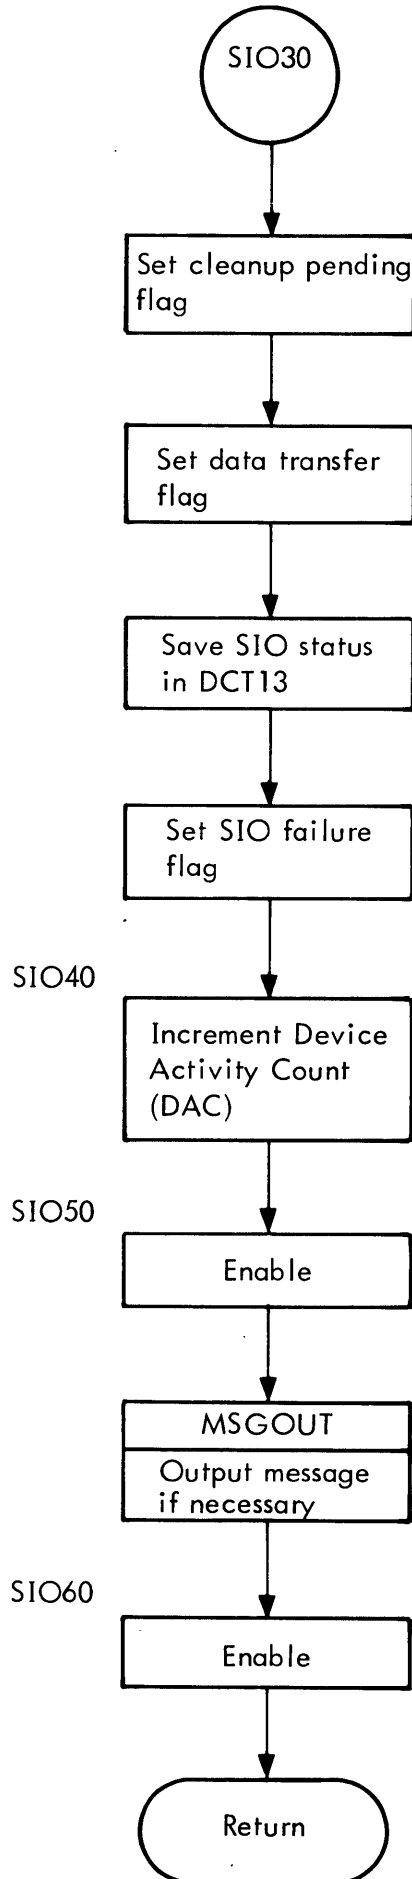 SIO30
Set cleanup pending
flag
Set data transfer
flag
Save SIO status
in DCT13
Set SIO failure
flag
SIO40
Increment Device
Activity Count
(DAC)
SIO50
Enable
MSGOUT
Output message
if necessary
SIO60
Enable
Return